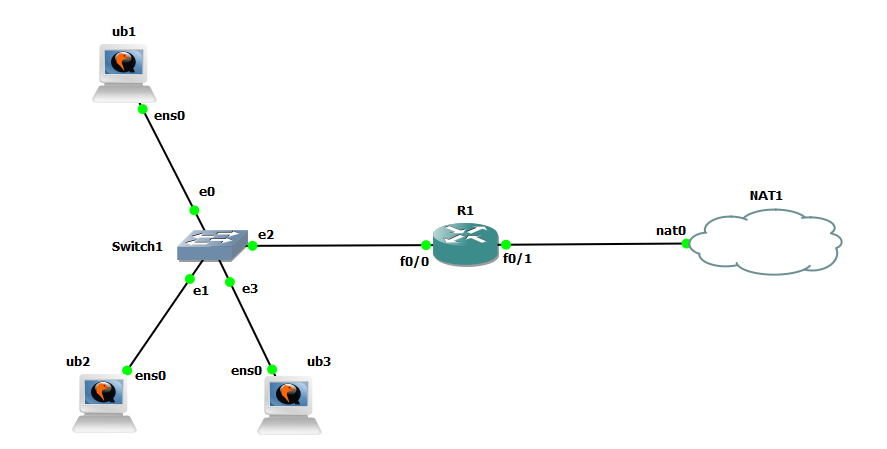 ub1
ens0
e0
Switch1
e2
e1
e3
R1
f0/0
f0/1
NAT1
nat0
ub2
ens0
ens0
ub3